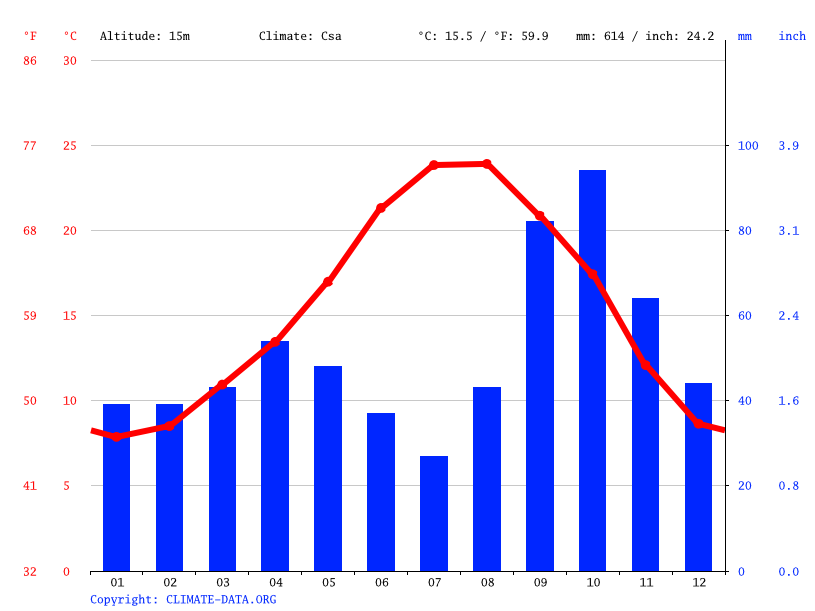 °F °C Altitude: 15m Climate: Csa °C: 15.5 / °F: 59.9 mm: 614 / inch: 24.2 mm inch
86 30
77 25 100 3.9
68 20 80 3.1
59 15 60 2.4
50 10 40 1.6
41 5 20 0.8
32 0 0 0.0
01 02 03 04 05 06 07 08 09 10 11 12
Copyright: CLIMATE-DATA.ORG